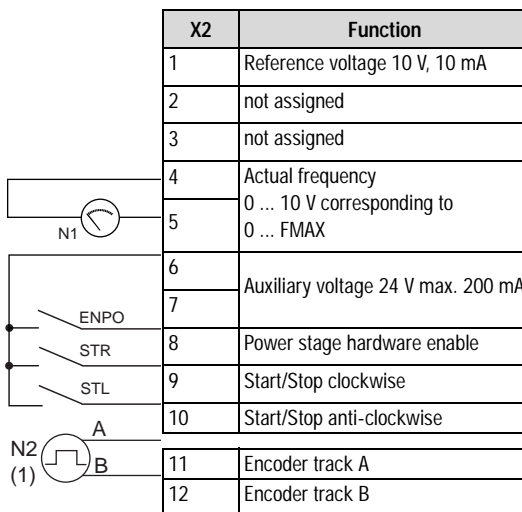 X2 Function
1 Reference voltage 10 V, 10 mA
2 not assigned
3 not assigned
4 Actual frequency
0 ... 10 V corresponding to
5 0 ... FMAX
N1
6
Auxiliary voltage 24 V max. 200 mA
7
ENPO
8 Power stage hardware enable
STR
9 Start/Stop clockwise
STL
10 Start/Stop anti-clockwise
A
N2
(1)
B
11 Encoder track A
12 Encoder track B